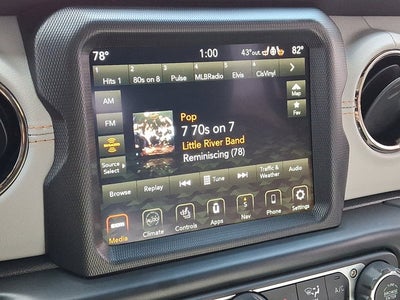 78° 1:00 43°out 82°
1 2 3 4 5 6
Hits 1 80s on 8 Pulse MLBRadio Elvis ClsVinyl
AM
FM
Source Select
Pop
7 70s on 7
Little River Band
Reminiscing (78)
Fav
Browse Replay Tune Traffic & Weather Audio
Media Climate Controls Apps Nav Phone Settings
A/C